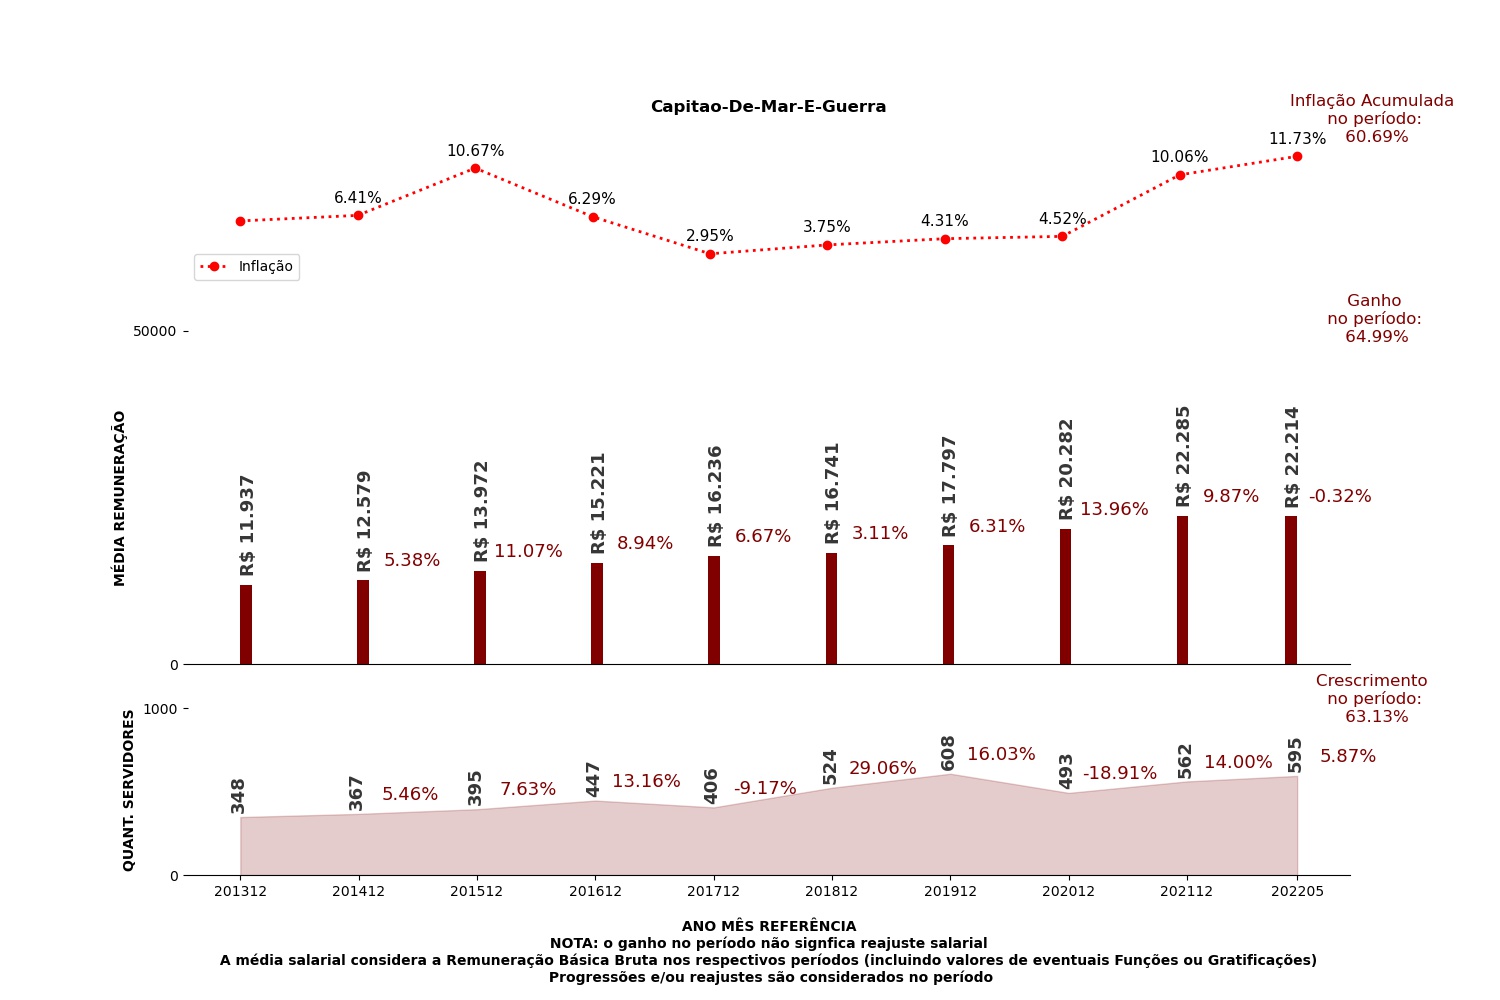 Capitao-De-Mar-E-Guerra
Inflação Acumulada
no período:
60.69%
6.41%
10.67%
6.29%
2.95%
3.75%
4.31%
4.52%
10.06%
11.73%
Inflação
Ganho
no período:
64.99%
50000
0
MÉDIA REMUNERAÇÃO
R$ 11.937
R$ 12.579
R$ 13.972
R$ 15.221
R$ 16.236
R$ 16.741
R$ 17.797
R$ 20.282
R$ 22.285
R$ 22.214
5.38%
11.07%
8.94%
6.67%
3.11%
6.31%
13.96%
9.87%
-0.32%
Crescrimento
no período:
63.13%
1000
0
QUANT. SERVIDORES
348
367
395
447
406
524
608
493
562
595
5.46%
7.63%
13.16%
-9.17%
29.06%
16.03%
-18.91%
14.00%
5.87%
201312
201412
201512
201612
201712
201812
201912
202012
202112
202205
ANO MÊS REFERÊNCIA
NOTA: o ganho no período não signfica reajuste salarial
A média salarial considera a Remuneração Básica Bruta nos respectivos períodos (incluindo valores de eventuais Funções ou Gratificações)
Progressões e/ou reajustes são considerados no período